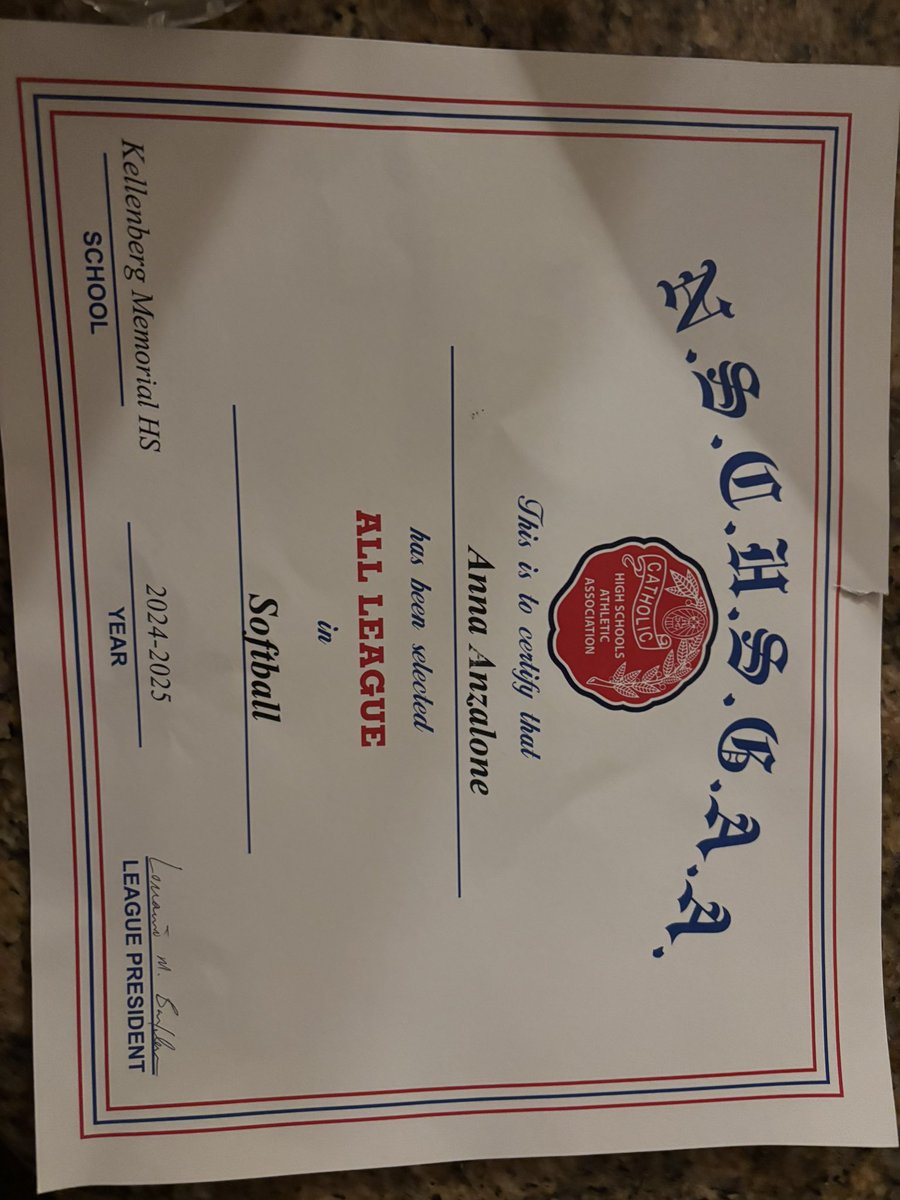 N.S.C.H.S.G.A.A.
CATHOLIC
HIGH SCHOOLS
ATHLETIC
ASSOCIATION
This is to certify that
Anna Anzalone
has been selected
ALL LEAGUE
in
Softball
Kellenberg Memorial HS
SCHOOL
2024-2025
YEAR
M.
LEAGUE PRESIDENT